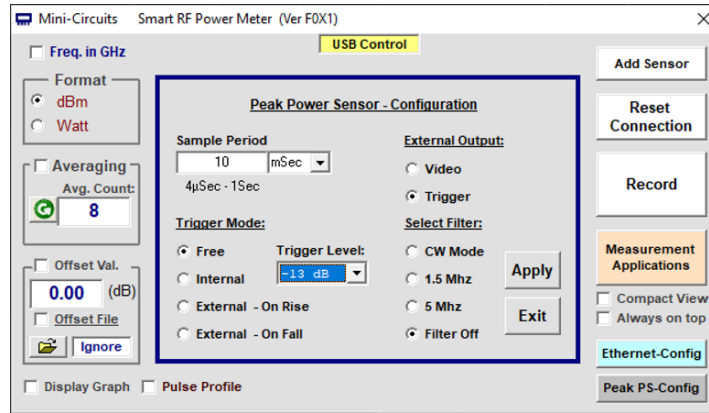 Mini-Circuits Smart RF Power Meter (Ver F0X1)
USB Control
Freq. in GHz
Format
dBm
Watt
Averaging
Avg. Count:
8
Offset Val.
0.00 (dB)
Offset File
Ignore
Display Graph Pulse Profile
Peak Power Sensor - Configuration
Sample Period
10 mSec
4µSec - 1Sec
Trigger Mode:
Free
Internal
External - On Rise
External - On Fall
Trigger Level:
-13 dB
External Output:
Video
Trigger
Select Filter:
CW Mode
1.5 Mhz
5 Mhz
Filter Off
Apply
Exit
Add Sensor
Reset
Connection
Record
Measurement
Applications
Compact View
Always on top
Ethernet-Config
Peak PS-Config